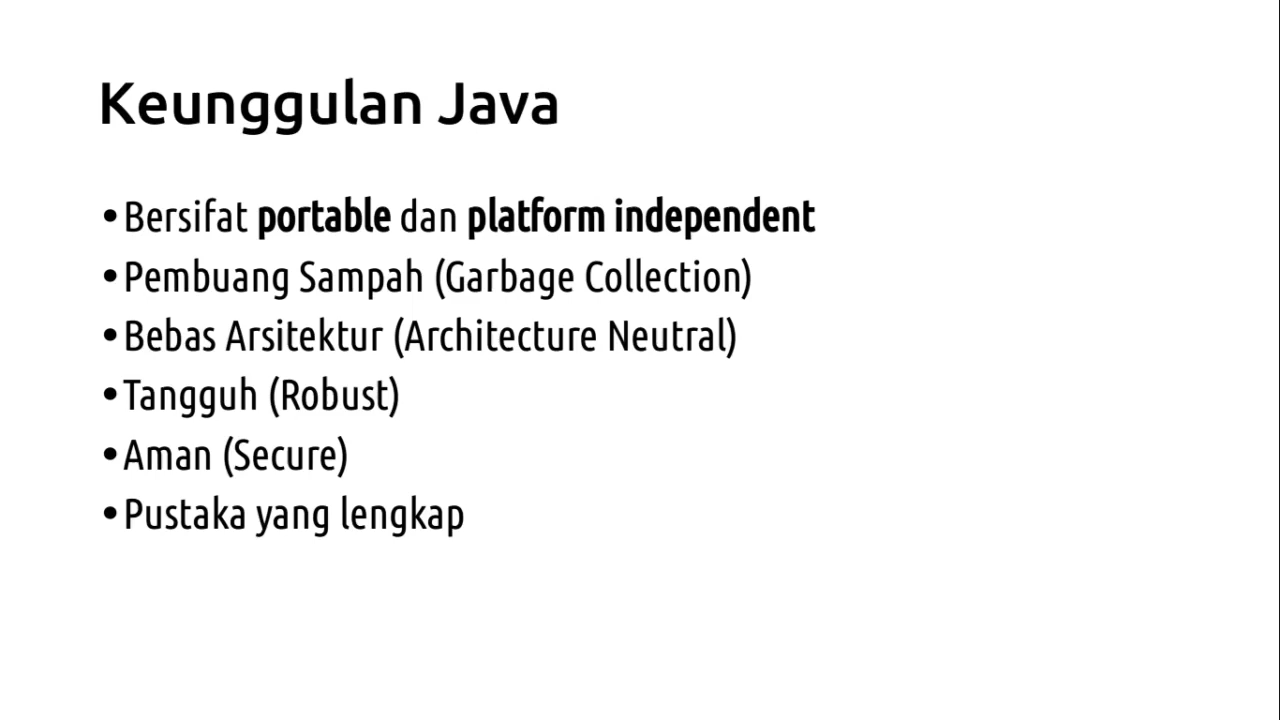 Keunggulan Java
•Bersifat portable dan platform independent
•Pembuang Sampah (Garbage Collection)
•Bebas Arsitektur (Architecture Neutral)
•Tangguh (Robust)
•Aman (Secure)
•Pustaka yang lengkap